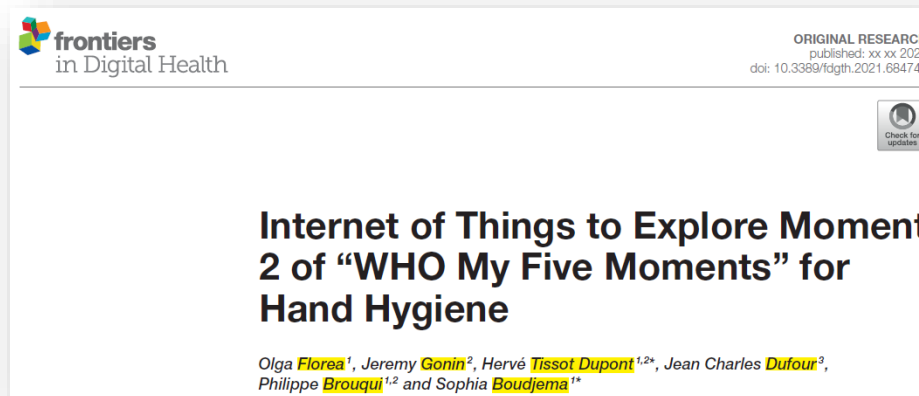 frontiers
in Digital Health
ORIGINAL RESEARC
published: xx xx 202
doi: 10.3389/fdgth.2021.68474
Check for
updates
Internet of Things to Explore Moment
2 of “WHO My Five Moments” for
Hand Hygiene
Olga Florea¹, Jeremy Gonin², Hervé Tissot Dupont¹,²*, Jean Charles Dufour³,
Philippe Brouqui¹,² and Sophia Boudjema¹*